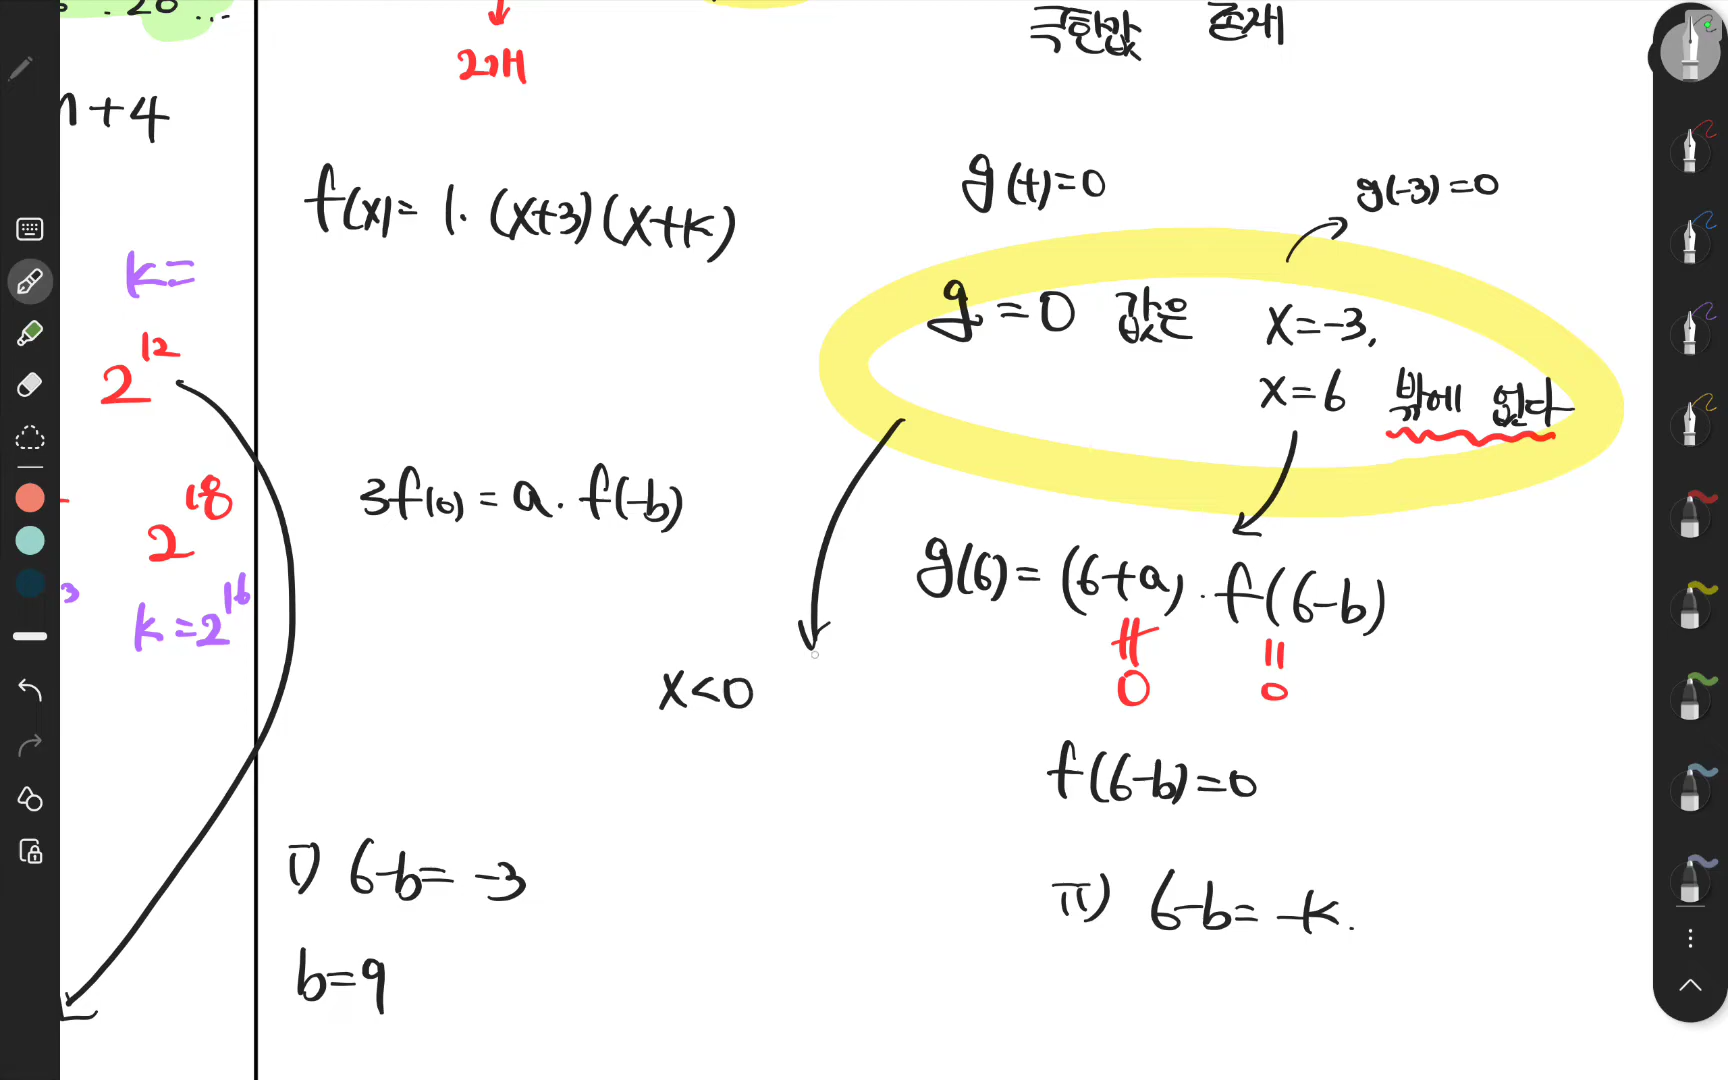 n+4
k=
2^12
2^18
k=2^16
3
2개
극한값 존재
f(x)= 1. (x+3)(x+k)
g(t)=0
g(-3)=0
g=0 값은 x=-3,
x=6 밖에 없다
3f(0) = a. f(-b)
g(6)= (6+a) . f(6-b)
0 0
x<0
f(6-b)=0
i) 6-b= -3
b=9
ii) 6-b= -k.